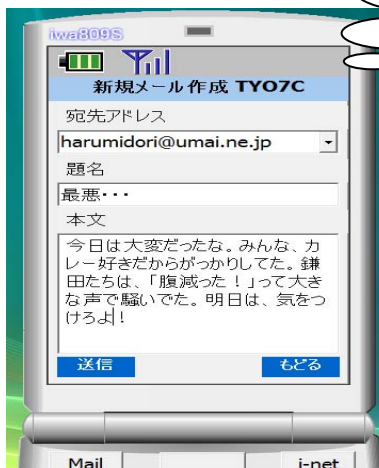 iwa809S
新規メール作成 TYO7C
宛先アドレス
harumidori@umai.ne.jp
題名
最悪・・・
本文
今日は大変だったな。みんな、カ
レー好きだからがっかりしてた。鎌
田たちは、「腹減った！」って大き
な声で騒いでた。明日は、気をつ
けろよ！
送信 もどる
Mail i-net